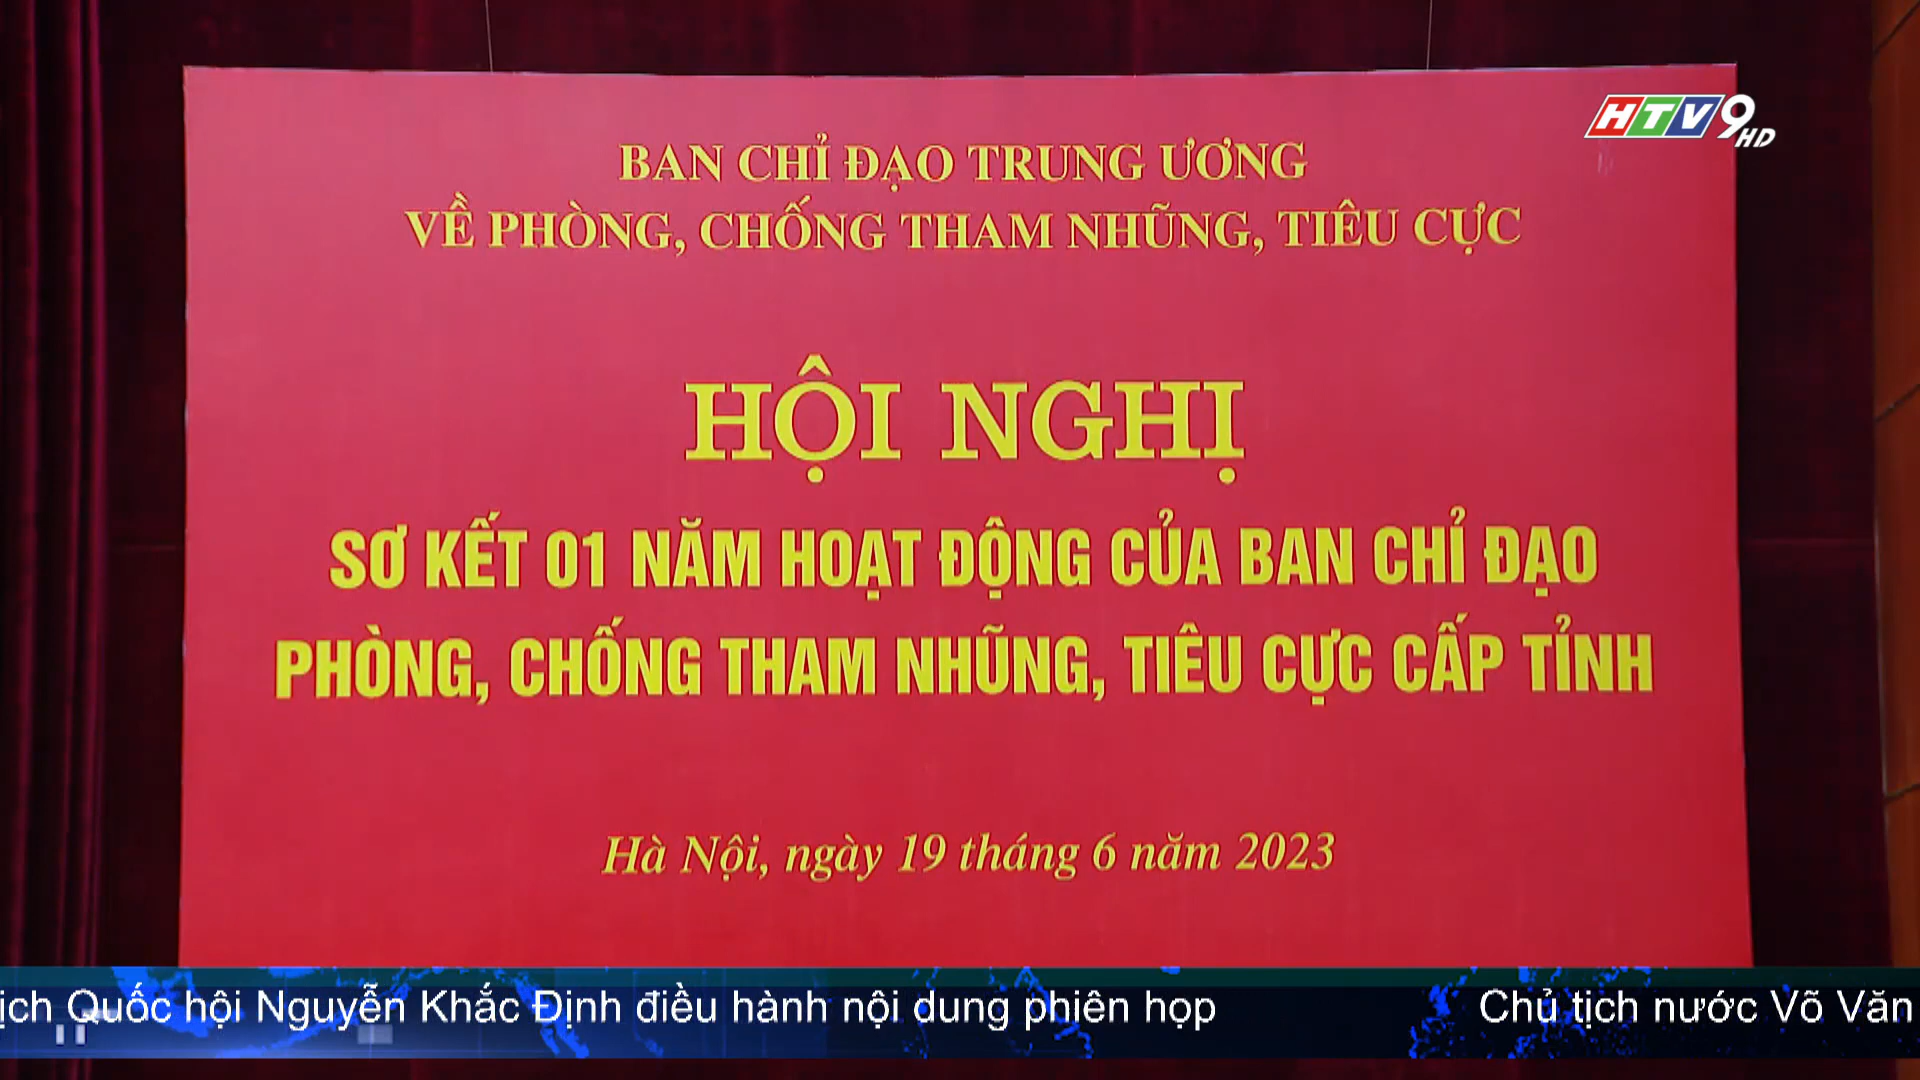 HTV9 HD
BAN CHỈ ĐẠO TRUNG ƯƠNG
VỀ PHÒNG, CHỐNG THAM NHŨNG, TIÊU CỰC
HỘI NGHỊ
SƠ KẾT 01 NĂM HOẠT ĐỘNG CỦA BAN CHỈ ĐẠO
PHÒNG, CHỐNG THAM NHŨNG, TIÊU CỰC CẤP TỈNH
Hà Nội, ngày 19 tháng 6 năm 2023
ịch Quốc hội Nguyễn Khắc Định điều hành nội dung phiên họp Chủ tịch nước Võ Văn